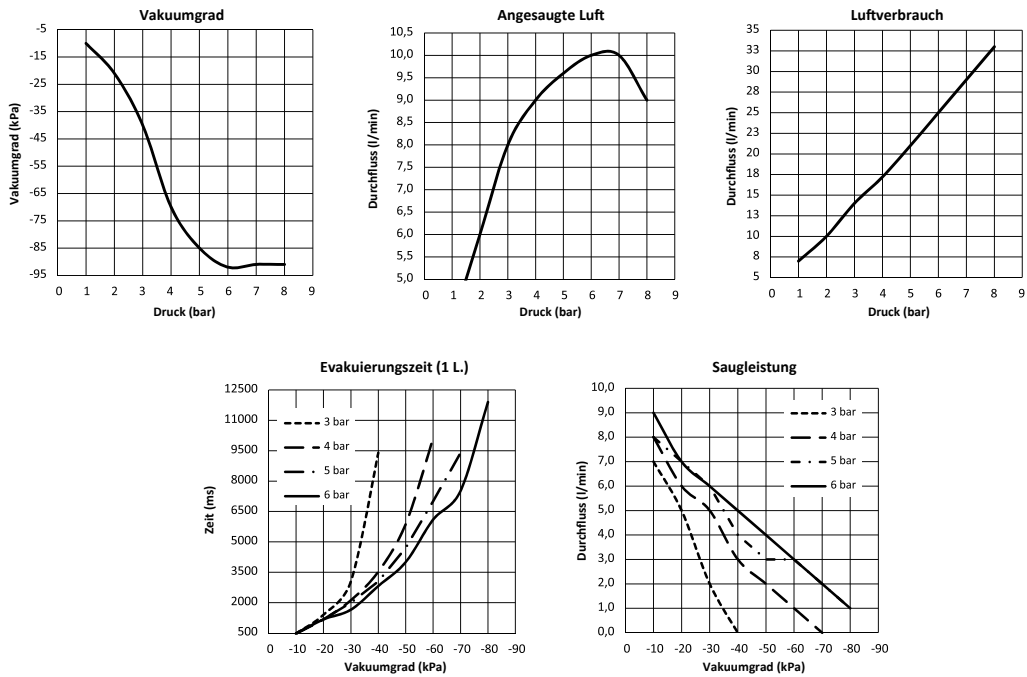 Vakuumgrad
Vakuumgrad (kPa)
-5
-15
-25
-35
-45
-55
-65
-75
-85
-95
0 1 2 3 4 5 6 7 8 9
Druck (bar)
Angesaugte Luft
Durchfluss (l/min)
10,5
10,0
9,5
9,0
8,5
8,0
7,5
7,0
6,5
6,0
5,5
5,0
0 1 2 3 4 5 6 7 8 9
Druck (bar)
Luftverbrauch
Durchfluss (l/min)
35
33
30
28
25
23
20
18
15
13
10
8
5
0 1 2 3 4 5 6 7 8 9
Druck (bar)
Evakuierungszeit (1 L.)
Zeit (ms)
12500
11000
9500
8000
6500
5000
3500
2000
500
3 bar
4 bar
5 bar
6 bar
0 -10 -20 -30 -40 -50 -60 -70 -80 -90
Vakuumgrad (kPa)
Saugleistung
Durchfluss (l/min)
10,0
9,0
8,0
7,0
6,0
5,0
4,0
3,0
2,0
1,0
0,0
3 bar
4 bar
5 bar
6 bar
0 -10 -20 -30 -40 -50 -60 -70 -80 -90
Vakuumgrad (kPa)